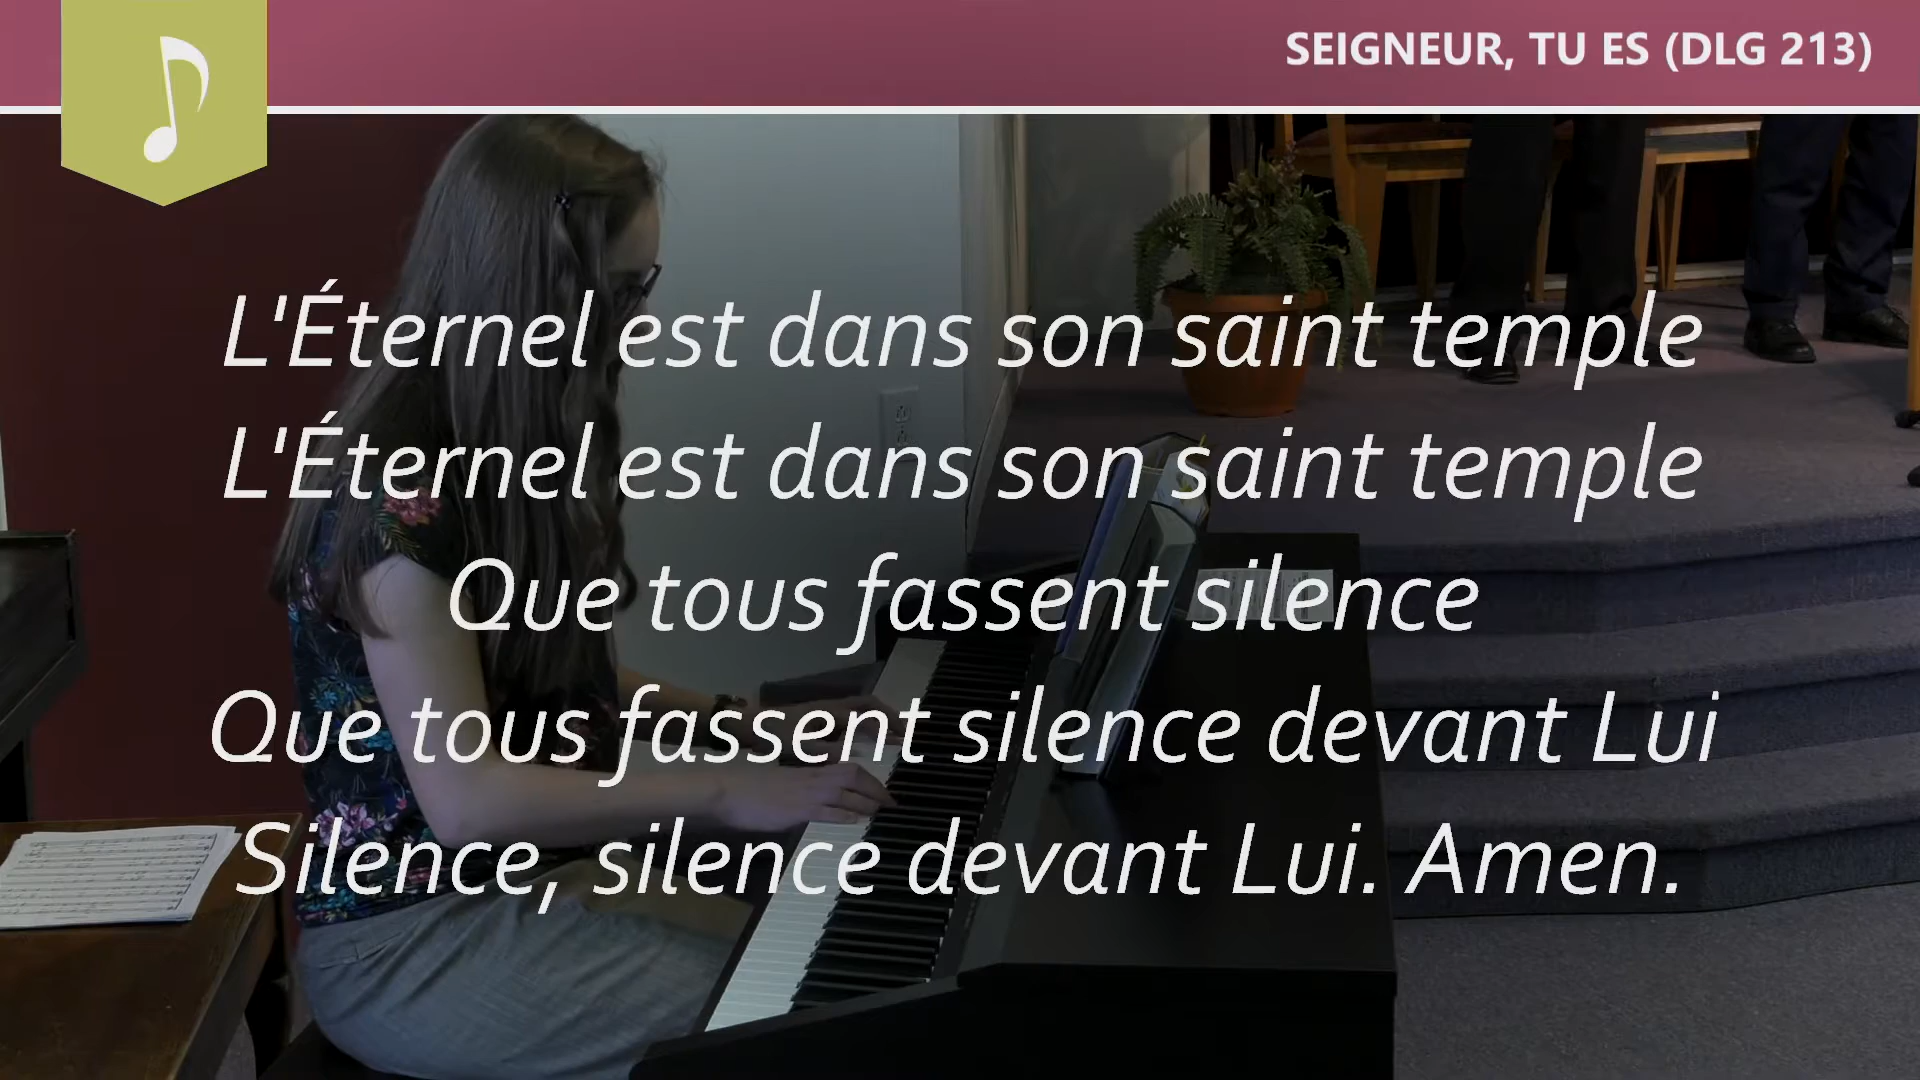 SEIGNEUR, TU ES (DLG 213)
L'Éternel est dans son saint temple
L'Éternel est dans son saint temple
Que tous fassent silence
Que tous fassent silence devant Lui
Silence, silence devant Lui. Amen.